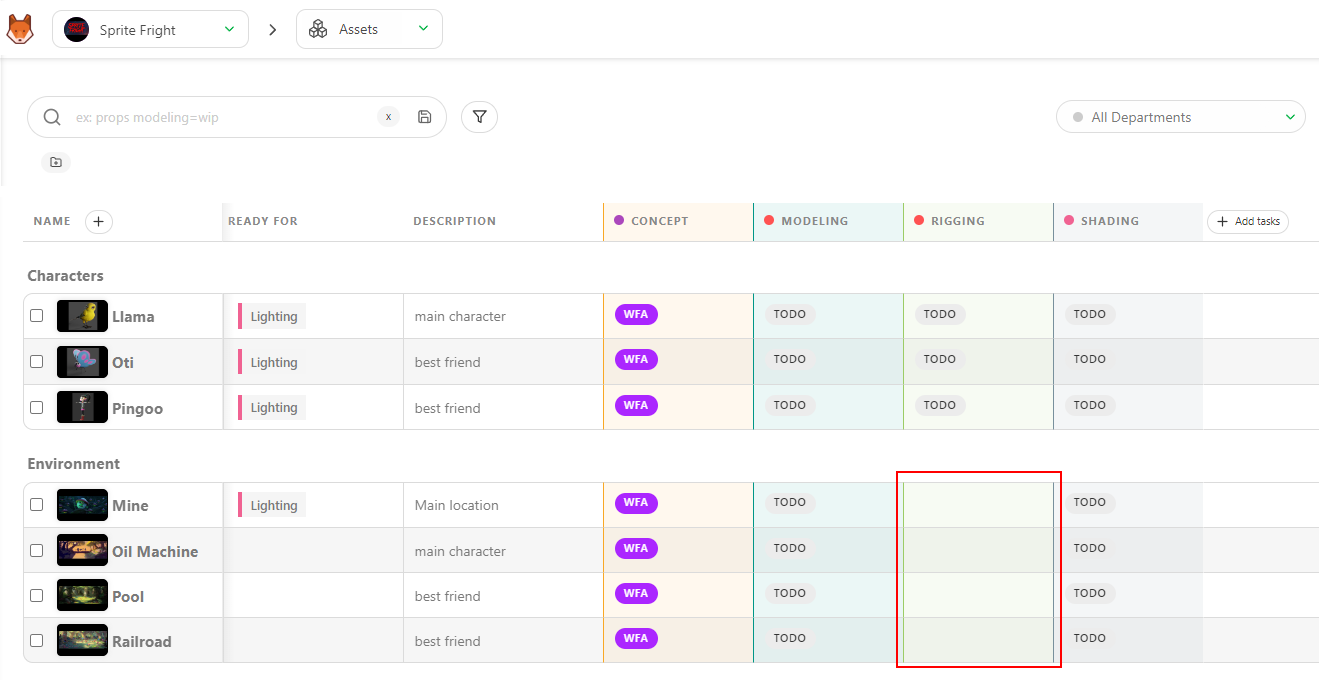 Sprite Fright > Assets
ex: props modeling=wip x All Departments
NAME + READY FOR DESCRIPTION CONCEPT MODELING RIGGING SHADING + Add tasks
Characters
Llama Lighting main character WFA TODO TODO TODO
Oti Lighting best friend WFA TODO TODO TODO
Pingoo Lighting best friend WFA TODO TODO TODO
Environment
Mine Lighting Main location WFA TODO TODO
Oil Machine main character WFA TODO TODO
Pool best friend WFA TODO TODO
Railroad best friend WFA TODO TODO